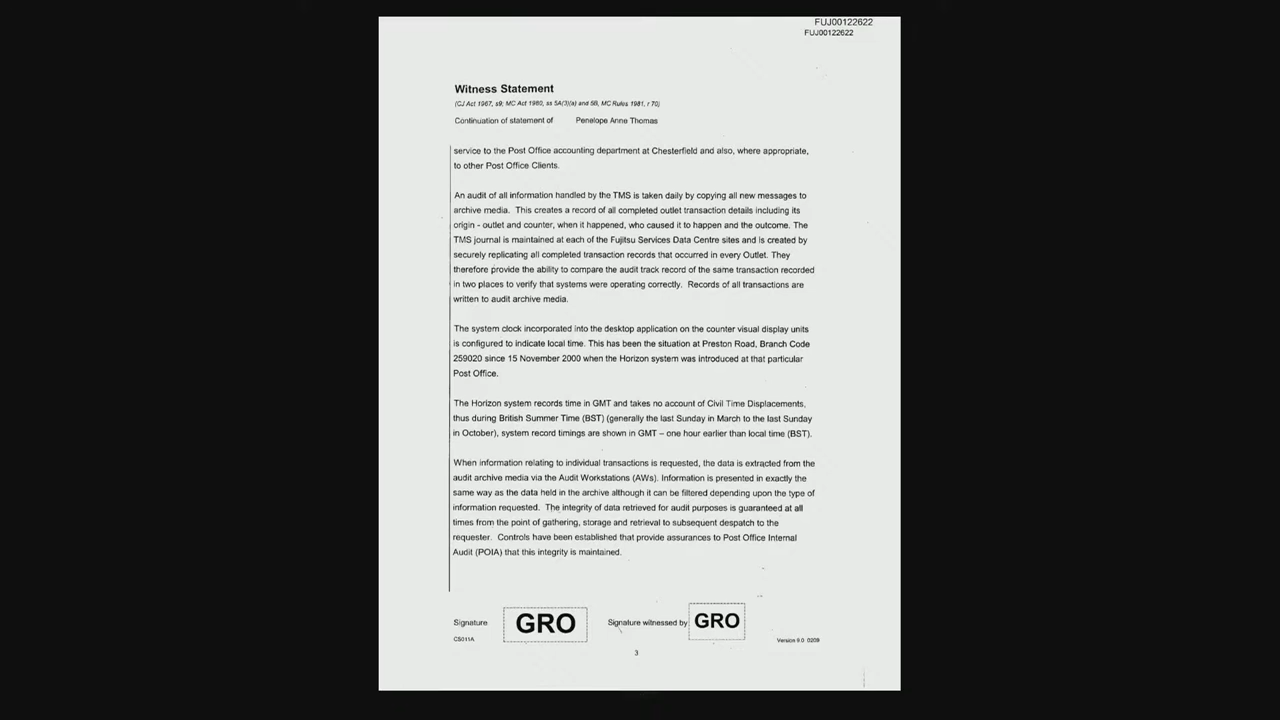 FUJ00122622
FUJ00122622
Witness Statement
(CJ Act 1967, s9; MC Act 1980, ss 5A(3)(a) and 5B, MC Rules 1981, r 70)
Continuation of statement of Penelope Anne Thomas
service to the Post Office accounting department at Chesterfield and also, where appropriate,
to other Post Office Clients.
An audit of all information handled by the TMS is taken daily by copying all new messages to
archive media. This creates a record of all completed outlet transaction details including its
origin - outlet and counter, when it happened, who caused it to happen and the outcome. The
TMS journal is maintained at each of the Fujitsu Services Data Centre sites and is created by
securely replicating all completed transaction records that occurred in every Outlet. They
therefore provide the ability to compare the audit track record of the same transaction recorded
in two places to verify that systems were operating correctly. Records of all transactions are
written to audit archive media.
The system clock incorporated into the desktop application on the counter visual display units
is configured to indicate local time. This has been the situation at Preston Road, Branch Code
259020 since 15 November 2000 when the Horizon system was introduced at that particular
Post Office.
The Horizon system records time in GMT and takes no account of Civil Time Displacements,
thus during British Summer Time (BST) (generally the last Sunday in March to the last Sunday
in October), system record timings are shown in GMT – one hour earlier than local time (BST).
When information relating to individual transactions is requested, the data is extracted from the
audit archive media via the Audit Workstations (AWs). Information is presented in exactly the
same way as the data held in the archive although it can be filtered depending upon the type of
information requested. The integrity of data retrieved for audit purposes is guaranteed at all
times from the point of gathering, storage and retrieval to subsequent despatch to the
requester. Controls have been established that provide assurances to Post Office Internal
Audit (POIA) that this integrity is maintained.
Signature GRO Signature witnessed by GRO
CS011A Version 9.0 02/09
3